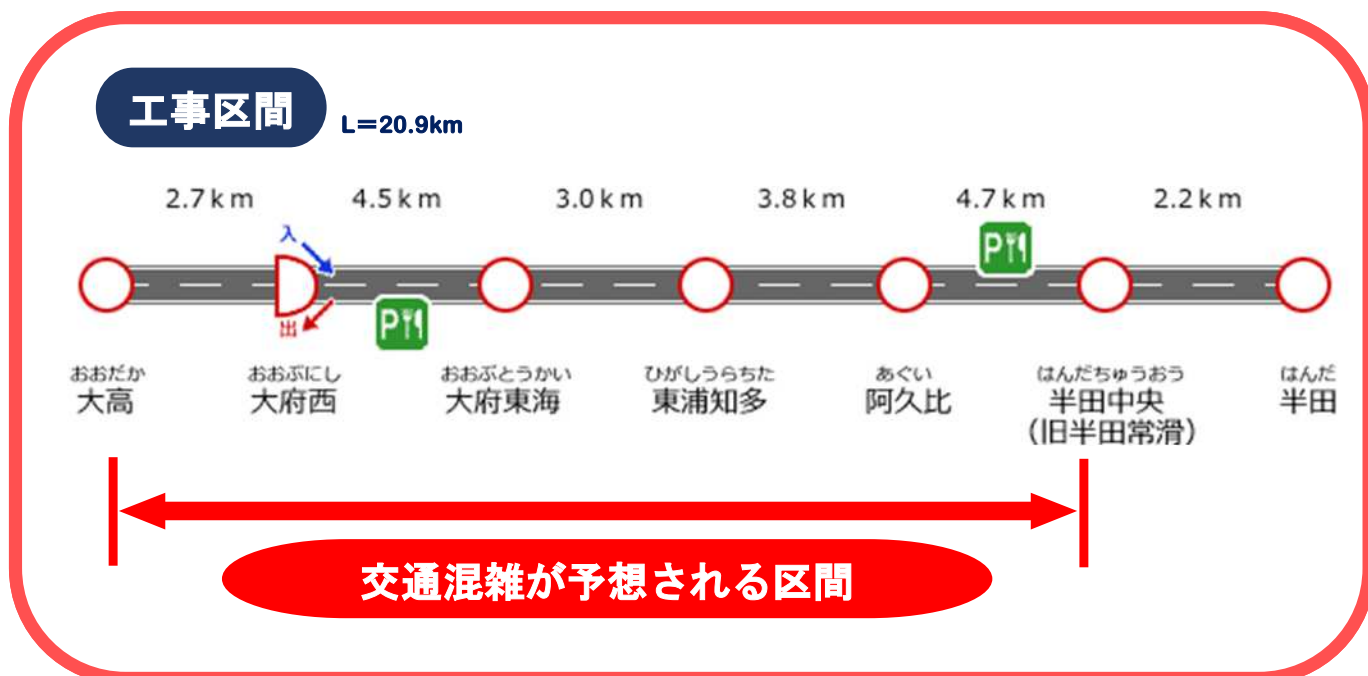 工事区間
L=20.9km
2.7km 4.5km 3.0km 3.8km 4.7km 2.2km
入
P
出
P
おおだか おおぶにし おおぶとうかい ひがしうらちた あぐい はんだちゅうおう はんだ
大高 大府西 大府東海 東浦知多 阿久比 半田中央 半田
(旧半田常滑)
交通混雑が予想される区間